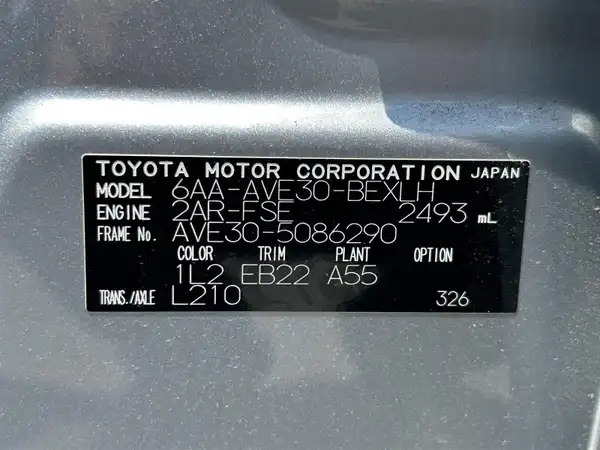 TOYOTA MOTOR CORPORATION JAPAN
MODEL 6AA-AVE30-BEXLH
ENGINE 2AR-FSE 2493 mL
FRAME No. AVE30-5086290
COLOR TRIM PLANT OPTION
1L2 EB22 A55
TRANS./AXLE L210 326